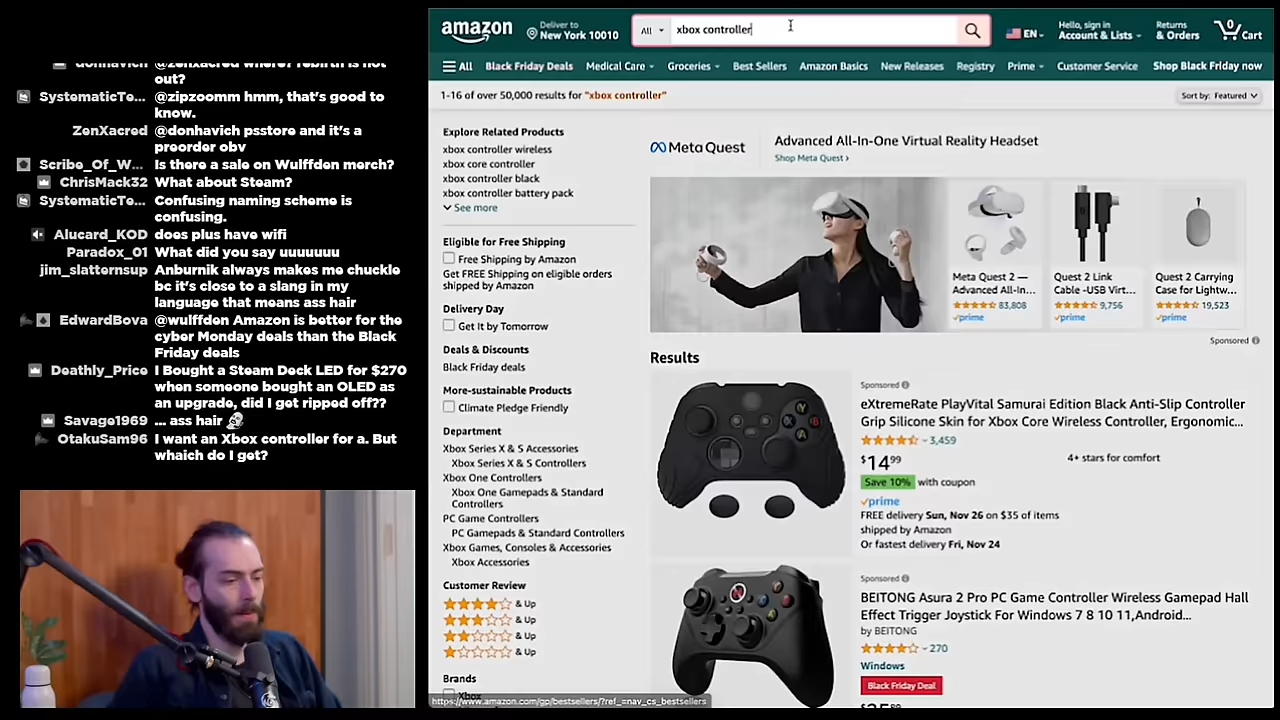 donnavich @zenxacred where? rebirth is not
out?
SystematicTe... @zipzoomm hmm, that's good to
know.
ZenXacred @donhavich psstore and it's a
preorder obv
Scribe_Of_W... Is there a sale on Wulffden merch?
ChrisMack32 What about Steam?
SystematicTe... Confusing naming scheme is
confusing.
Alucard_KOD does plus have wifi
Paradox_01 What did you say uuuuuuu
jim_slatternsup Anburnik always makes me chuckle
bc it's close to a slang in my
language that means ass hair
EdwardBova @wulffden Amazon is better for the
cyber Monday deals than the Black
Friday deals
Deathly_Price I Bought a Steam Deck LED for $270
when someone bought an OLED as
an upgrade, did I get ripped off??
Savage1969 ... ass hair
OtakuSam96 I want an Xbox controller for a. But
whaich do I get?
amazon
Deliver to
New York 10010
All
xbox controller
EN
Hello, sign in
Account & Lists
Returns
& Orders
0
Cart
All
Black Friday Deals
Medical Care
Groceries
Best Sellers
Amazon Basics
New Releases
Registry
Prime
Customer Service
Shop Black Friday now
1-16 of over 50,000 results for "xbox controller"
Sort by: Featured
Explore Related Products
xbox controller wireless
xbox core controller
xbox controller black
xbox controller battery pack
See more
Eligible for Free Shipping
Free Shipping by Amazon
Get FREE Shipping on eligible orders
shipped by Amazon
Delivery Day
Get It by Tomorrow
Deals & Discounts
Black Friday deals
More-sustainable Products
Climate Pledge Friendly
Department
Xbox Series X & S Accessories
Xbox Series X & S Controllers
Xbox One Controllers
Xbox One Gamepads & Standard
Controllers
PC Game Controllers
PC Gamepads & Standard Controllers
Xbox Games, Consoles & Accessories
Xbox Accessories
Customer Review
& Up
& Up
& Up
& Up
Brands
Xbox
Meta Quest
Advanced All-In-One Virtual Reality Headset
Shop Meta Quest ›
Meta Quest 2 —
Advanced All-In...
83,808
prime
Quest 2 Link
Cable -USB Virt...
9,756
prime
Quest 2 Carrying
Case for Lightw...
19,523
prime
Sponsored
Results
Sponsored
eXtremeRate PlayVital Samurai Edition Black Anti-Slip Controller
Grip Silicone Skin for Xbox Core Wireless Controller, Ergonomic...
3,459
$14.99
4+ stars for comfort
Save 10% with coupon
prime
FREE delivery Sun, Nov 26 on $35 of items
shipped by Amazon
Or fastest delivery Fri, Nov 24
Sponsored
BEITONG Asura 2 Pro PC Game Controller Wireless Gamepad Hall
Effect Trigger Joystick For Windows 7 8 10 11,Android...
by BEITONG
270
Windows
Black Friday Deal
https://www.amazon.com/gp/bestsellers/?ref_=nav_cs_bestsellers